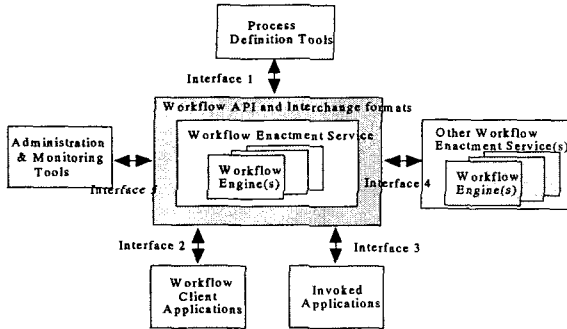 Process
Definition Tools
Interface 1
Workflow API and Interchange formats
Workflow Enactment Service
Workflow
Engine(s)
Administration
& Monitoring
Tools
Interface 5
Interface 4
Other Workflow
Enactment Service(s)
Workflow
Engine(s)
Interface 2
Interface 3
Workflow
Client
Applications
Invoked
Applications